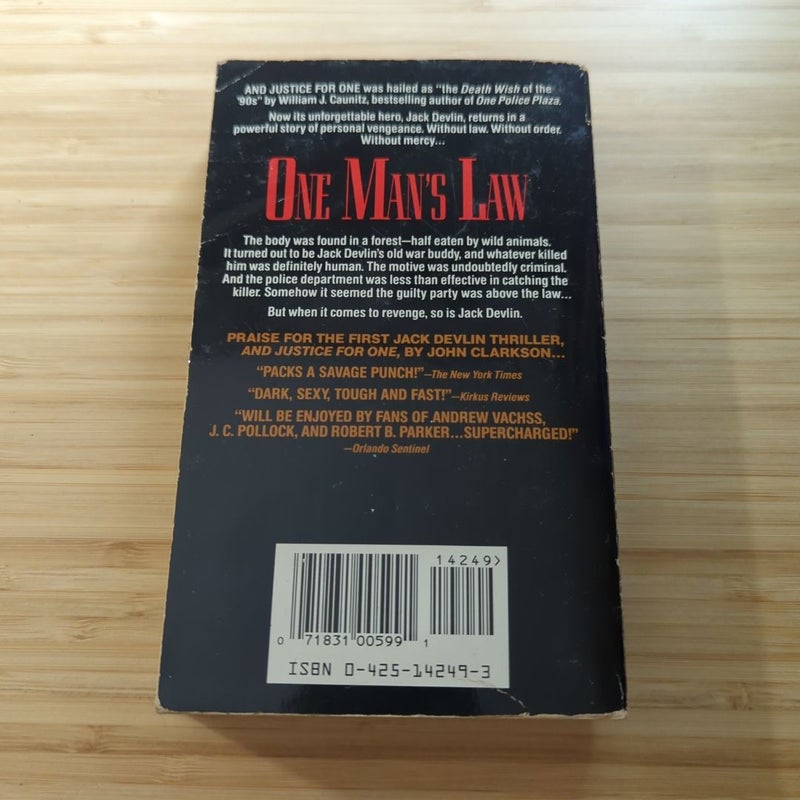 AND JUSTICE FOR ONE was hailed as "the Death Wish of the
'90s" by William J. Caunitz, bestselling author of One Police Plaza.
Now its unforgettable hero, Jack Devlin, returns in a
powerful story of personal vengeance. Without law. Without order.
Without mercy...
ONE MAN'S LAW
The body was found in a forest—half eaten by wild animals.
It turned out to be Jack Devlin's old war buddy, and whatever killed
him was definitely human. The motive was undoubtedly criminal.
And the police department was less than effective in catching the
killer. Somehow it seemed the guilty party was above the law...
But when it comes to revenge, so is Jack Devlin.
PRAISE FOR THE FIRST JACK DEVLIN THRILLER,
AND JUSTICE FOR ONE, BY JOHN CLARKSON...
"PACKS A SAVAGE PUNCH!"—The New York Times
"DARK, SEXY, TOUGH AND FAST!"—Kirkus Reviews
"WILL BE ENJOYED BY FANS OF ANDREW VACHSS,
J. C. POLLOCK, AND ROBERT B. PARKER...SUPERCHARGED!"
—Orlando Sentinel
14249>
0 71831 00599 1
ISBN 0-425-14249-3